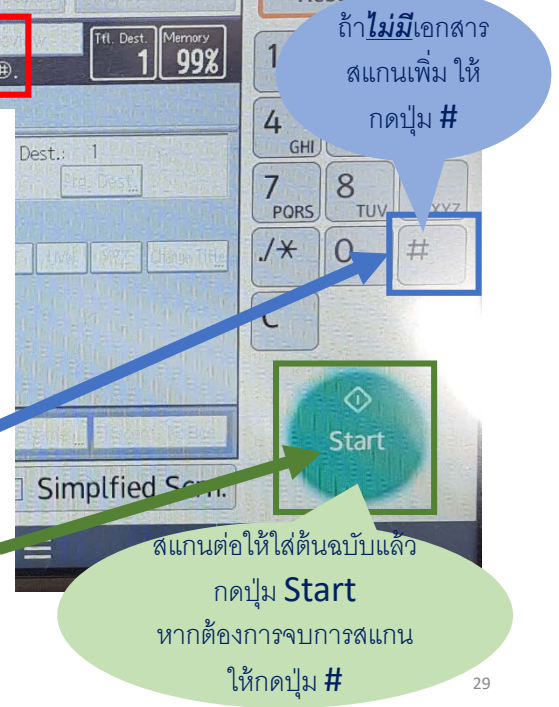 ถ้าไม่มีเอกสาร
สแกนเพิ่ม ให้
กดปุ่ม #
Ttl. Dest. Memory
1 99%
1
4 GHI
Dest.: 1
7 PQRS 8 TUV
./* 0 #
Change Title
C
Start
Simplfied Scrn.
สแกนต่อให้ใส่ต้นฉบับแล้ว
กดปุ่ม Start
หากต้องการจบการสแกน
ให้กดปุ่ม #
29